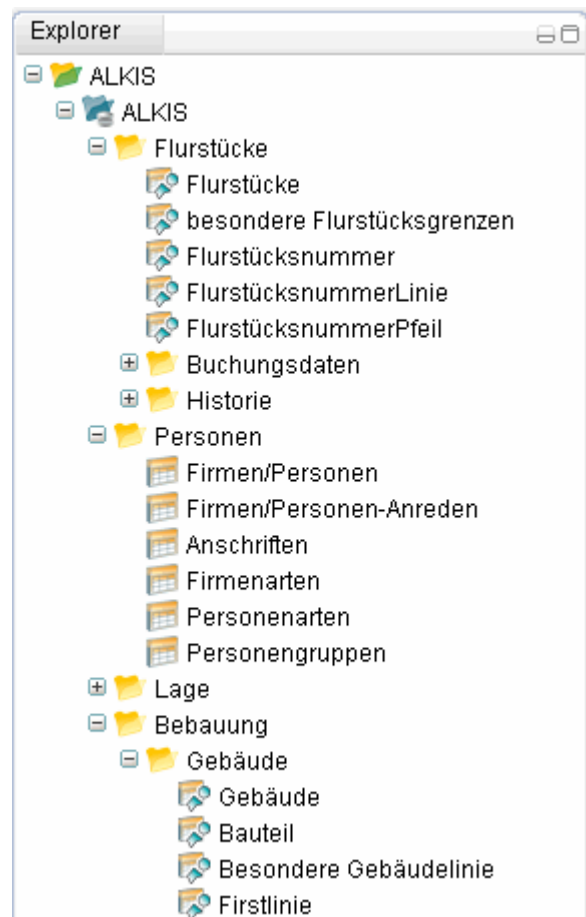 Explorer
ALKIS
ALKIS
Flurstücke
Flurstücke
besondere Flurstücksgrenzen
Flurstücksnummer
FlurstücksnummerLinie
FlurstücksnummerPfeil
Buchungsdaten
Historie
Personen
Firmen/Personen
Firmen/Personen-Anreden
Anschriften
Firmenarten
Personenarten
Personengruppen
Lage
Bebauung
Gebäude
Gebäude
Bauteil
Besondere Gebäudelinie
Firstlinie